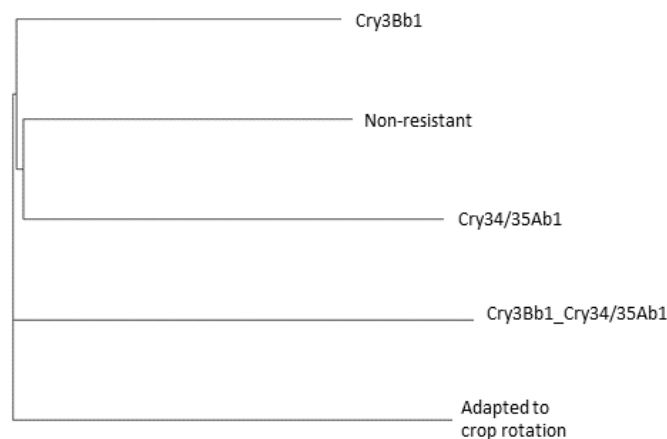 Cry3Bb1
Non-resistant
Cry34/35Ab1
Cry3Bb1_Cry34/35Ab1
Adapted to
crop rotation